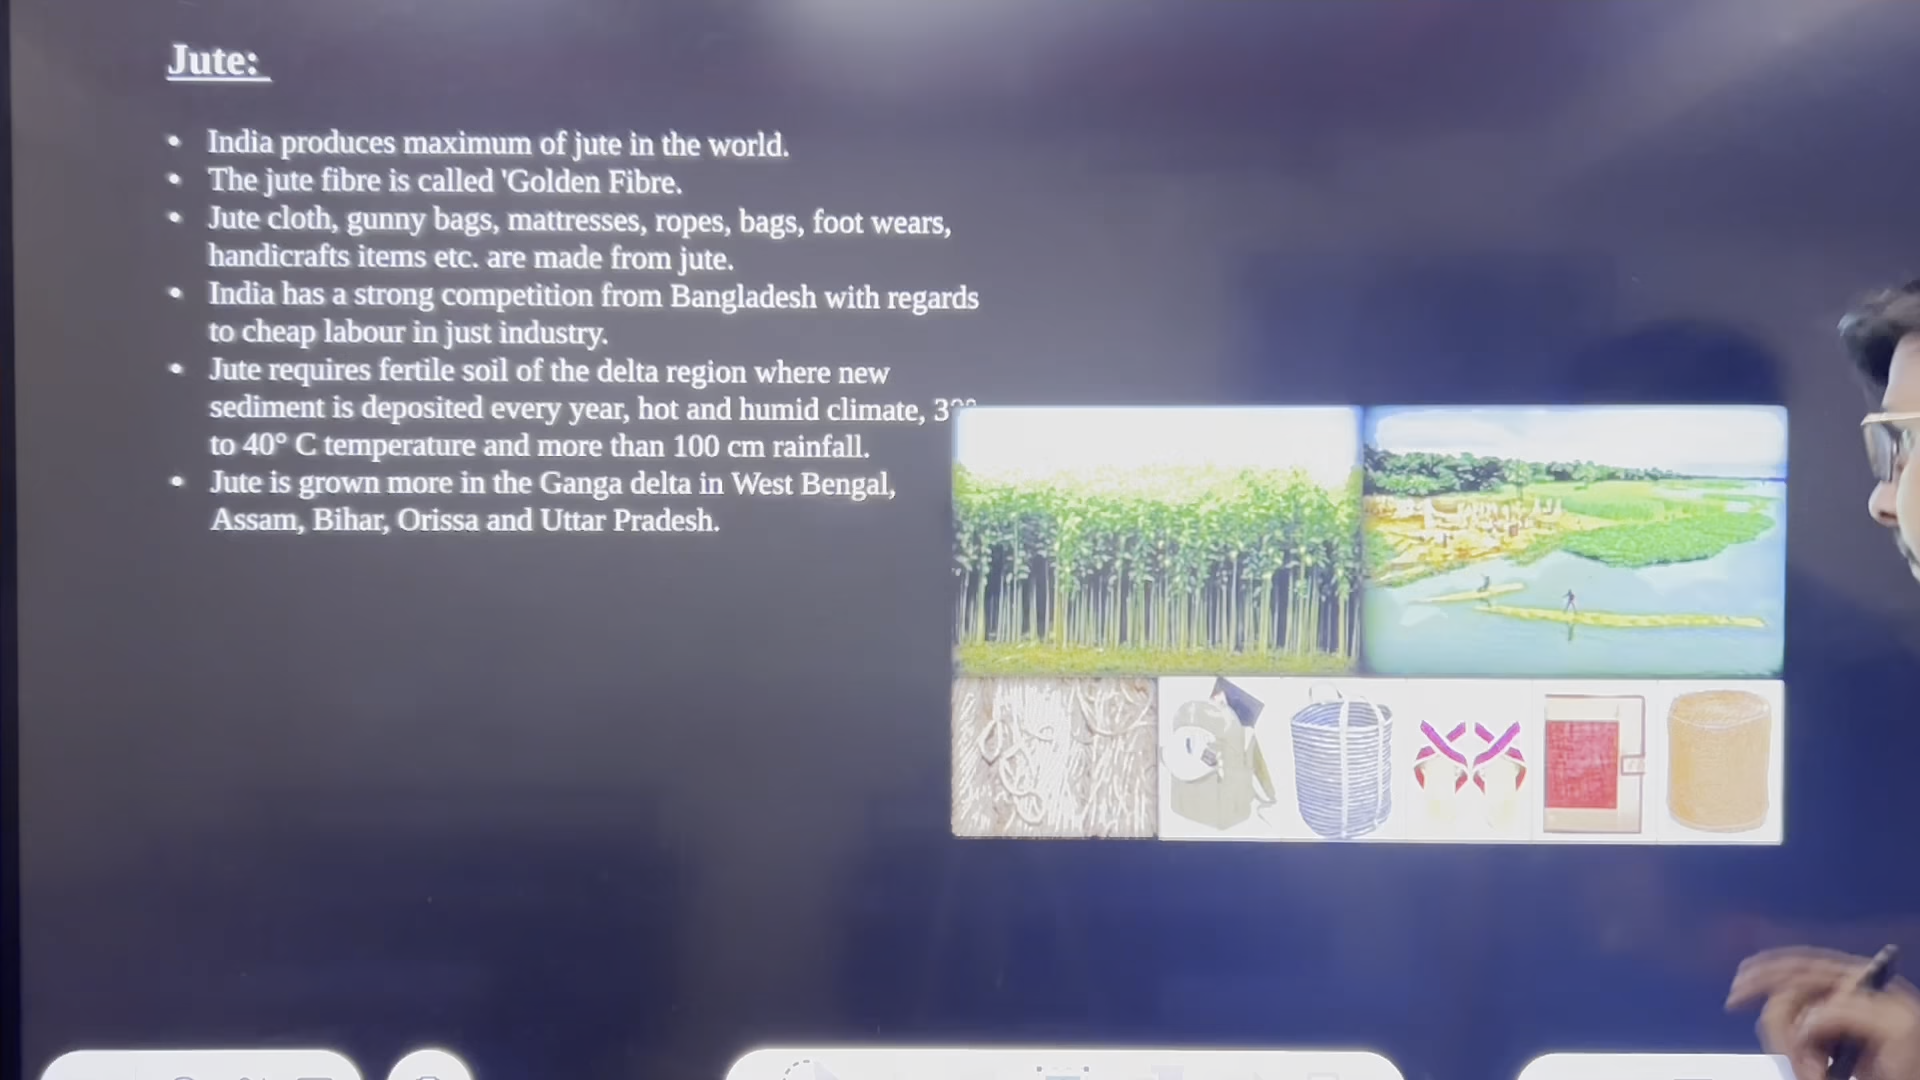 Jute:
• India produces maximum of jute in the world.
• The jute fibre is called 'Golden Fibre.
• Jute cloth, gunny bags, mattresses, ropes, bags, foot wears,
handicrafts items etc. are made from jute.
• India has a strong competition from Bangladesh with regards
to cheap labour in just industry.
• Jute requires fertile soil of the delta region where new
sediment is deposited every year, hot and humid climate,
to 40° C temperature and more than 100 cm rainfall.
• Jute is grown more in the Ganga delta in West Bengal,
Assam, Bihar, Orissa and Uttar Pradesh.